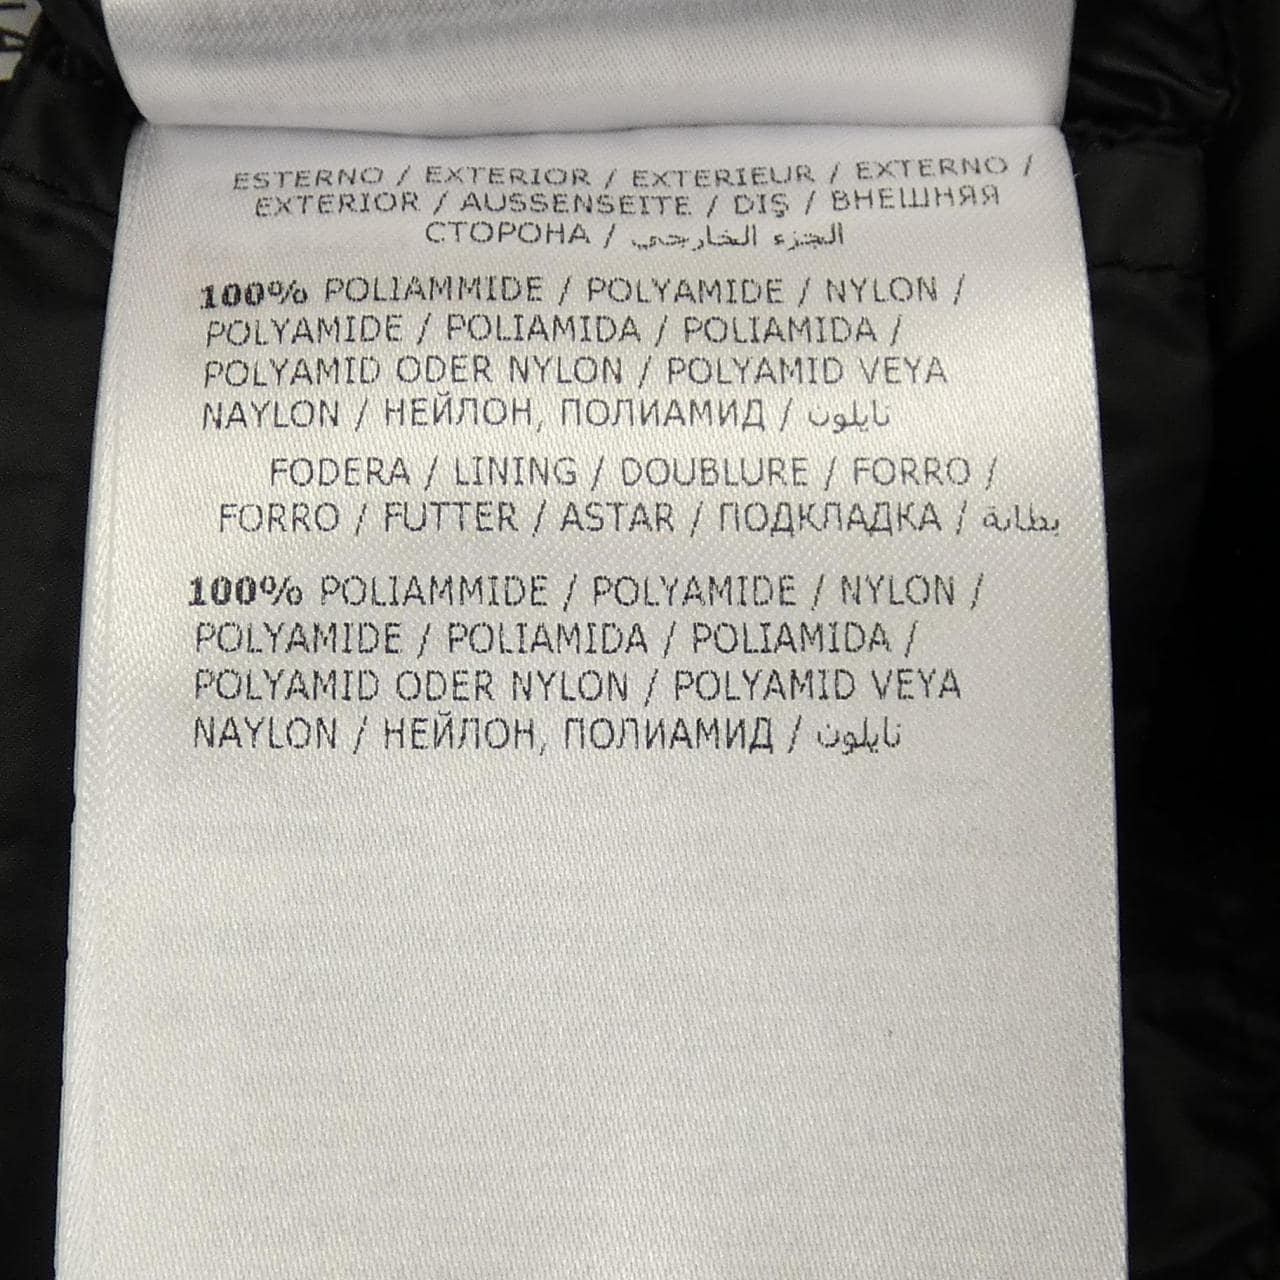 ESTERNO / EXTERIOR / EXTERIEUR / EXTERNO /
EXTERIOR / AUSSENSEITE / DIŞ / ВНЕШНЯЯ
СТОРОНА / الجزء الخارجي
100% POLIAMMIDE / POLYAMIDE / NYLON /
POLYAMIDE / POLIAMIDA / POLIAMIDA /
POLYAMID ODER NYLON / POLYAMID VEYA
NAYLON / НЕЙЛОН, ПОЛИАМИД / نايلون
FODERA / LINING / DOUBLURE / FORRO /
FORRO / FUTTER / ASTAR / ПОДКЛАДКА / بطانة
100% POLIAMMIDE / POLYAMIDE / NYLON /
POLYAMIDE / POLIAMIDA / POLIAMIDA /
POLYAMID ODER NYLON / POLYAMID VEYA
NAYLON / НЕЙЛОН, ПОЛИАМИД / نايلون